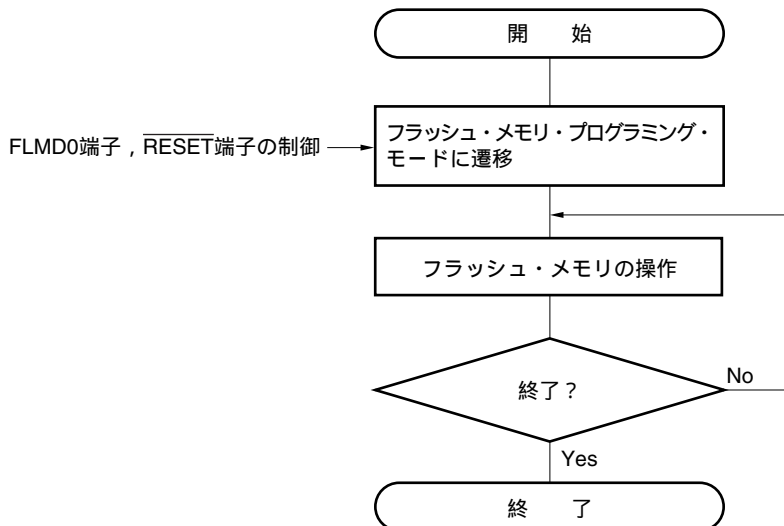 開　　始
FLMD0端子，RESET端子の制御
フラッシュ・メモリ・プログラミング・
モードに遷移
フラッシュ・メモリの操作
終了？
No
Yes
終　　了